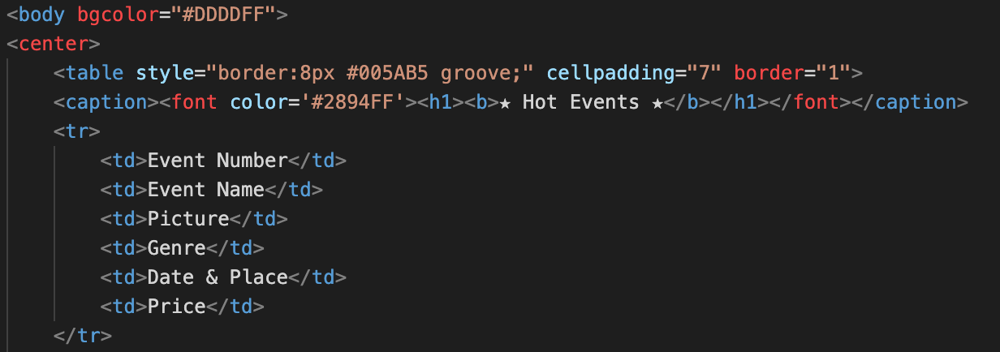 <body bgcolor="#DDDDFF">
<center>
    <table style="border:8px #005AB5 groove;" cellpadding="7" border="1">
    <caption><font color='#2894FF'><h1><b>★ Hot Events ★</b></h1></font></caption>
    <tr>
        <td>Event Number</td>
        <td>Event Name</td>
        <td>Picture</td>
        <td>Genre</td>
        <td>Date & Place</td>
        <td>Price</td>
    </tr>